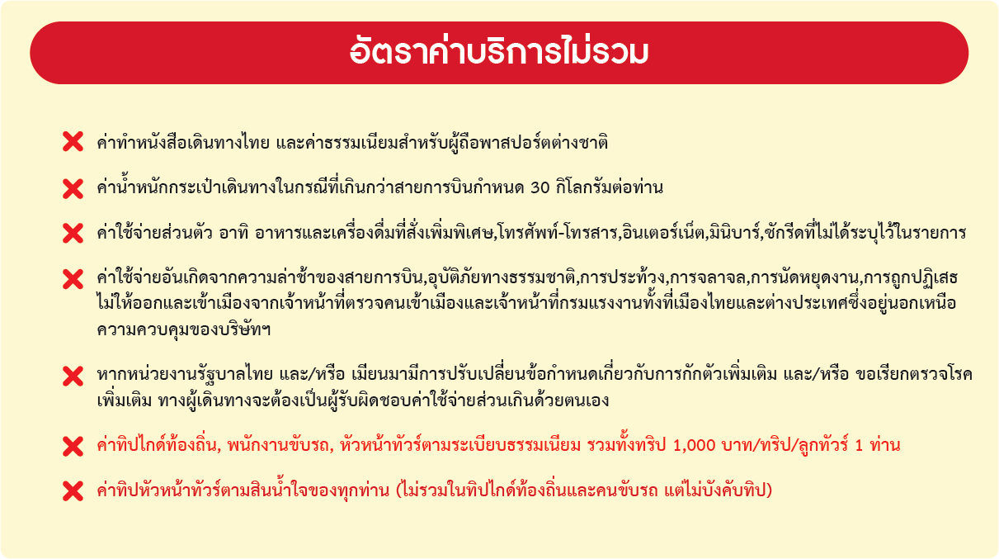 อัตราค่าบริการไม่รวม
ค่าทำหนังสือเดินทางไทย และค่าธรรมเนียมสำหรับผู้ถือพาสปอร์ตต่างชาติ
ค่าน้ำหนักกระเป๋าเดินทางในกรณีที่เกินกว่าสายการบินกำหนด 30 กิโลกรัมต่อท่าน
ค่าใช้จ่ายส่วนตัว อาทิ อาหารและเครื่องดื่มที่สั่งเพิ่มพิเศษ,โทรศัพท์-โทรสาร,อินเตอร์เน็ต,มินิบาร์,ซักรีดที่ไม่ได้ระบุไว้ในรายการ
ค่าใช้จ่ายอันเกิดจากความล่าช้าของสายการบิน,อุบัติภัยทางธรรมชาติ,การประท้วง,การจลาจล,การนัดหยุดงาน,การถูกปฏิเสธ
ไม่ให้ออกและเข้าเมืองจากเจ้าหน้าที่ตรวจคนเข้าเมืองและเจ้าหน้าที่กรมแรงงานทั้งที่เมืองไทยและต่างประเทศซึ่งอยู่นอกเหนือ
ความควบคุมของบริษัทฯ
หากหน่วยงานรัฐบาลไทย และ/หรือ เมียนมามีการปรับเปลี่ยนข้อกำหนดเกี่ยวกับการกักตัวเพิ่มเติม และ/หรือ ขอเรียกตรวจโรค
เพิ่มเติม ทางผู้เดินทางจะต้องเป็นผู้รับผิดชอบค่าใช้จ่ายส่วนเกินด้วยตนเอง
ค่าทิปไกด์ท้องถิ่น, พนักงานขับรถ, หัวหน้าทัวร์ตามระเบียบธรรมเนียม รวมทั้งทริป 1,000 บาท/ทริป/ลูกทัวร์ 1 ท่าน
ค่าทิปหัวหน้าทัวร์ตามสินน้ำใจของทุกท่าน (ไม่รวมในทิปไกด์ท้องถิ่นและคนขับรถ แต่ไม่บังคับทิป)